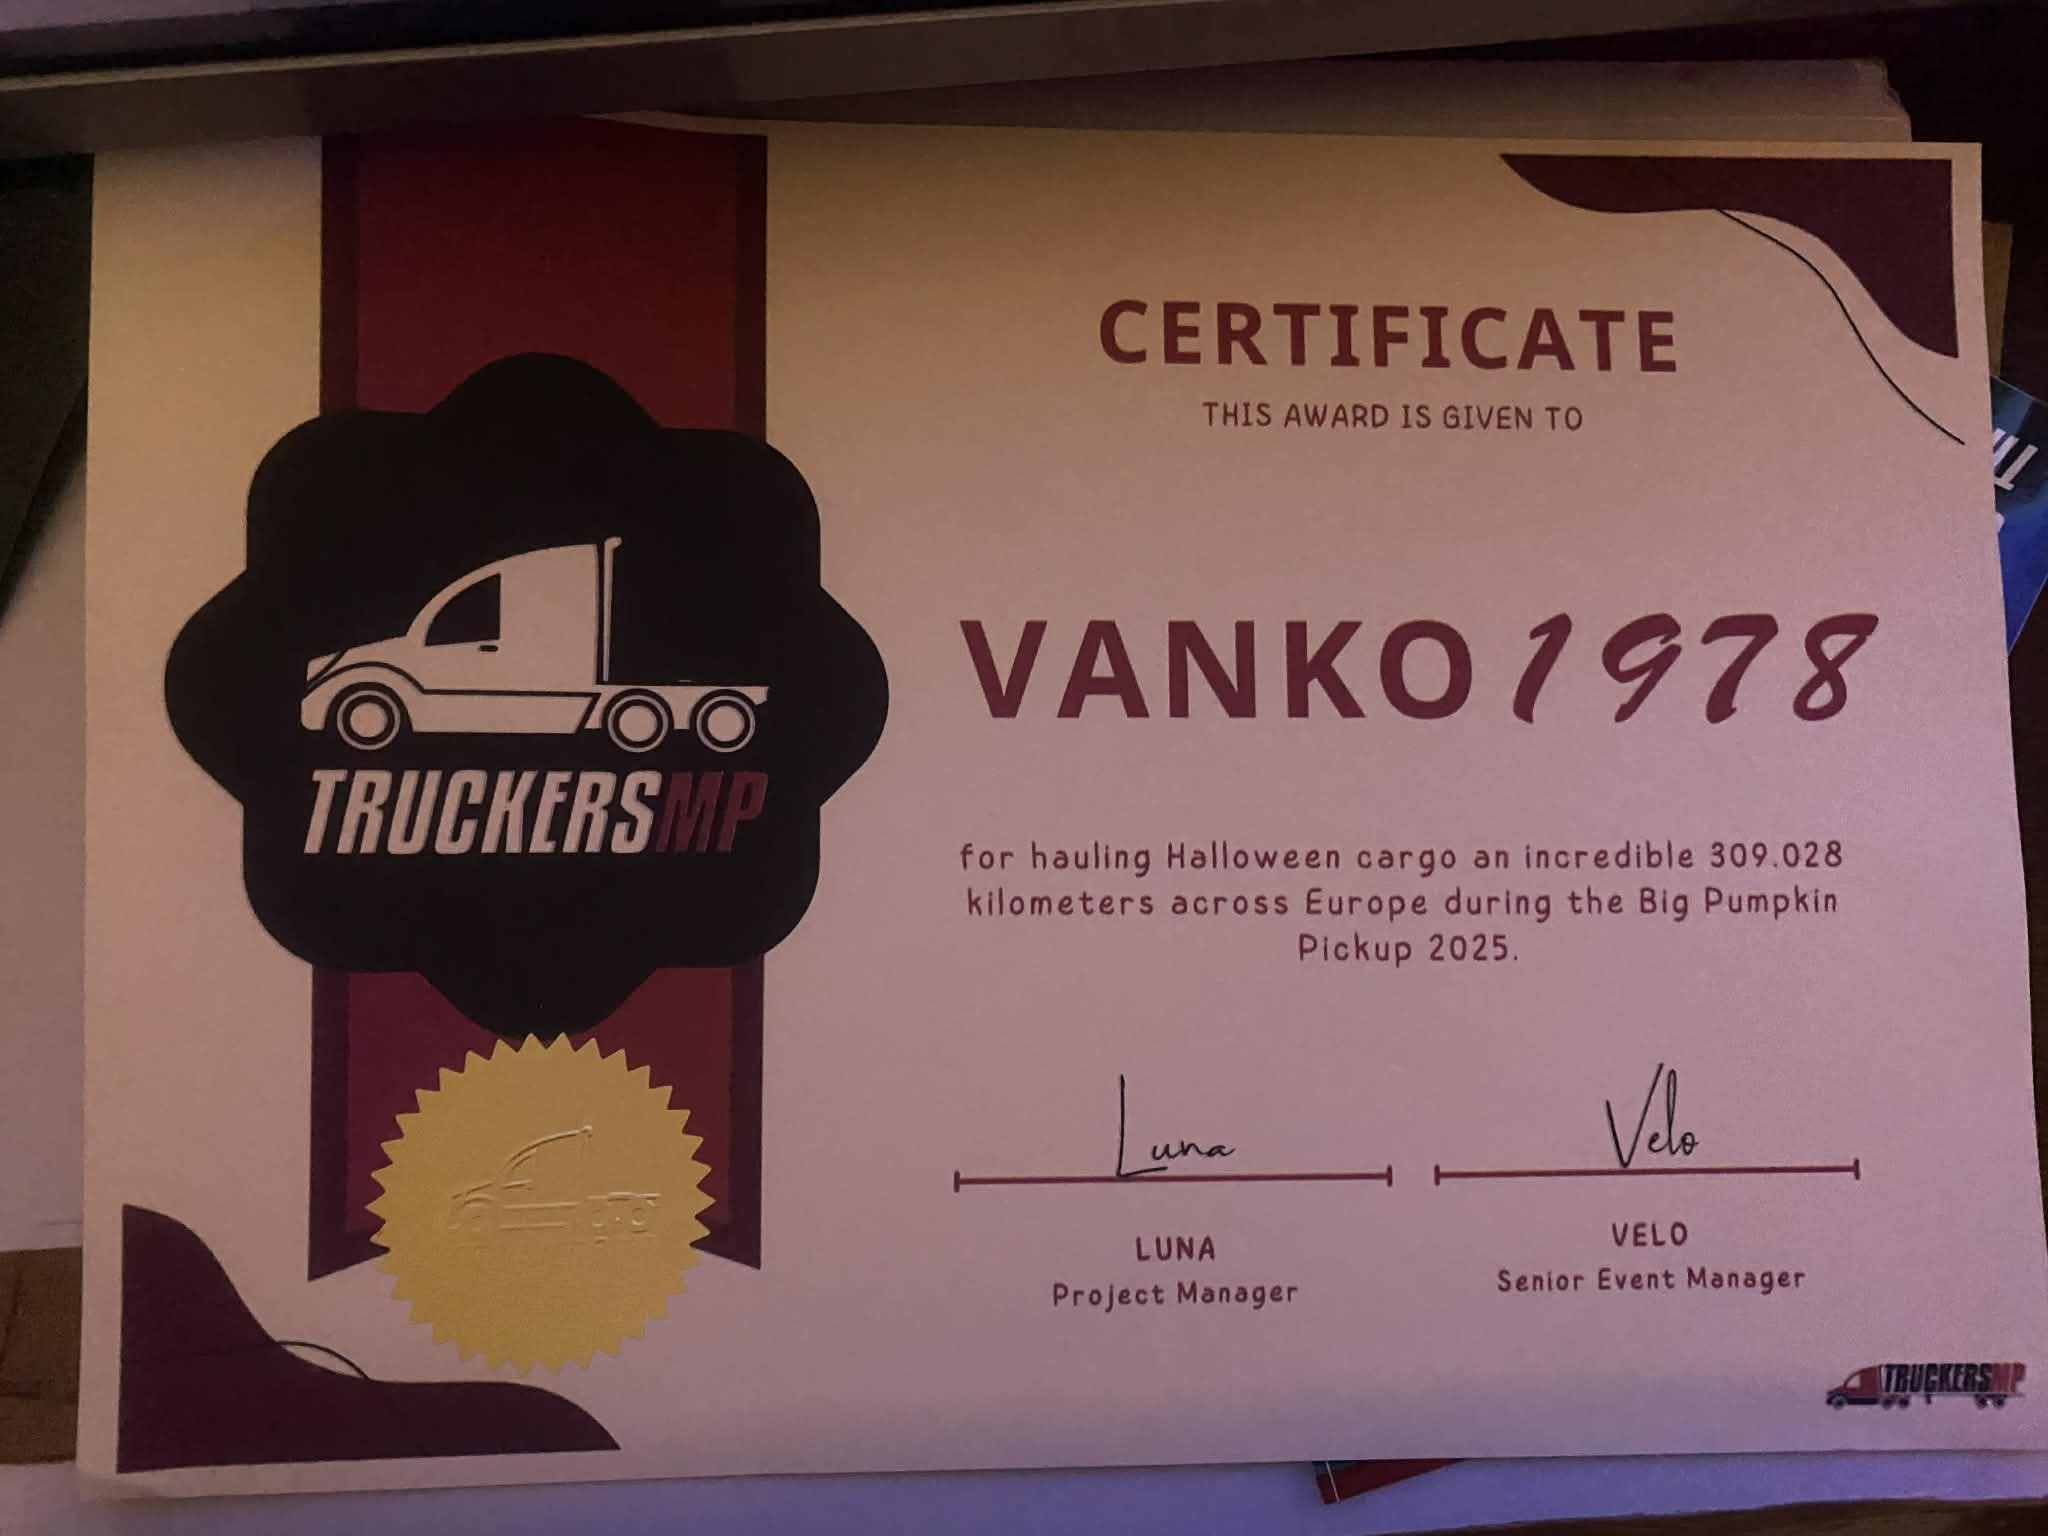 CERTIFICATE
THIS AWARD IS GIVEN TO
VANKO1978
for hauling Halloween cargo an incredible 309.028
kilometers across Europe during the Big Pumpkin
Pickup 2025.
Luna
Velo
LUNA
Project Manager
VELO
Senior Event Manager
TRUCKERSMP
TRUCKERSMP